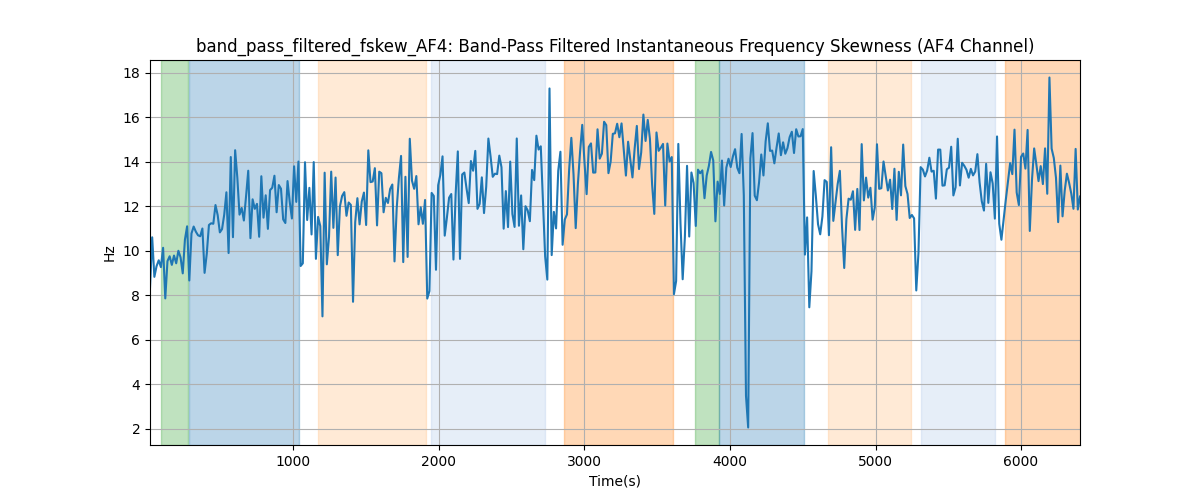 band_pass_filtered_fskew_AF4: Band-Pass Filtered Instantaneous Frequency Skewness (AF4 Channel)
18
16
14
12
10
8
6
4
2
Hz
1000 2000 3000 4000 5000 6000
Time(s)